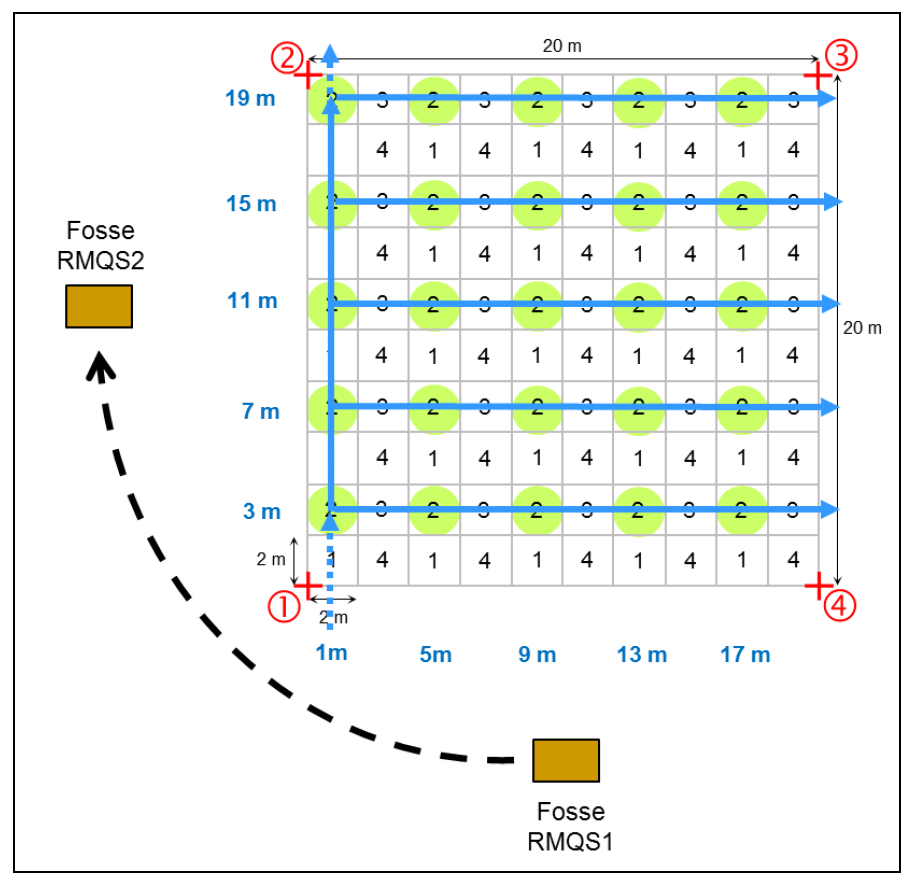 20 m
② ③
19 m 2 3 2 3 2 3 2 3 2 3
4 1 4 1 4 1 4 1 4
15 m 2 3 2 3 2 3 2 3 2 3
Fosse
RMQS2
4 1 4 1 4 1 4 1 4
11 m 2 3 2 3 2 3 2 3 2 3
20 m
4 1 4 1 4 1 4 1 4
7 m 2 3 2 3 2 3 2 3 2 3
4 1 4 1 4 1 4 1 4
3 m 2 3 2 3 2 3 2 3 2 3
2 m 1 4 1 4 1 4 1 4 1 4
① ④
2 m
1m 5m 9 m 13 m 17 m
Fosse
RMQS1